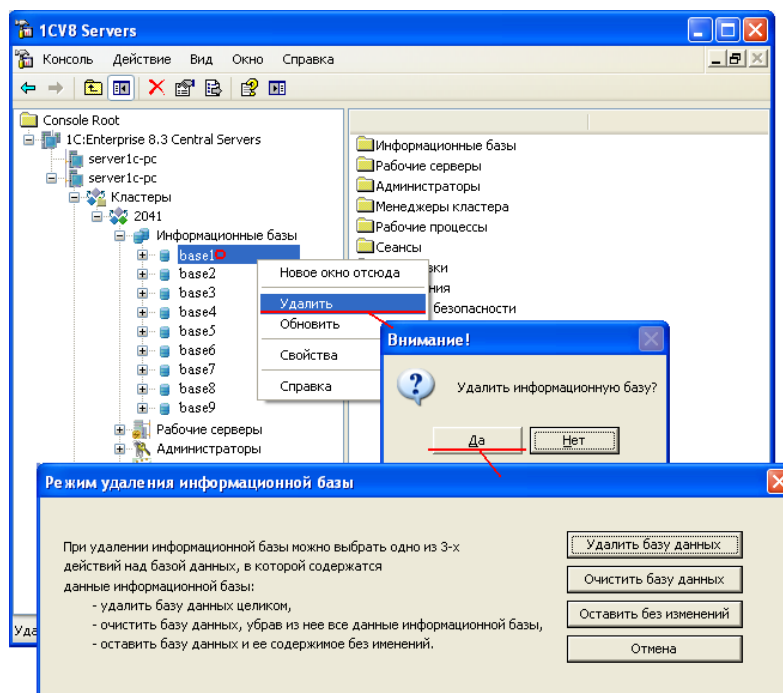 1CV8 Servers
Консоль Действие Вид Окно Справка
Console Root
1C:Enterprise 8.3 Central Servers
server1c-pc
server1c-pc
Кластеры
2041
Информационные базы
base1
base2
base3
base4
base5
base6
base7
base8
base9
Рабочие серверы
Администраторы
Информационные базы
Рабочие серверы
Администраторы
Менеджеры кластера
Рабочие процессы
Сеансы
вки
ния
безопасности
Новое окно отсюда
Удалить
Обновить
Свойства
Справка
Внимание!
Удалить информационную базу?
Да Нет
Уда
Режим удаления информационной базы
При удалении информационной базы можно выбрать одно из 3-х
действий над базой данных, в которой содержатся
данные информационной базы:
- удалить базу данных целиком,
- очистить базу данных, убрав из нее все данные информационной базы,
- оставить базу данных и ее содержимое без именений.
Удалить базу данных
Очистить базу данных
Оставить без изменений
Отмена